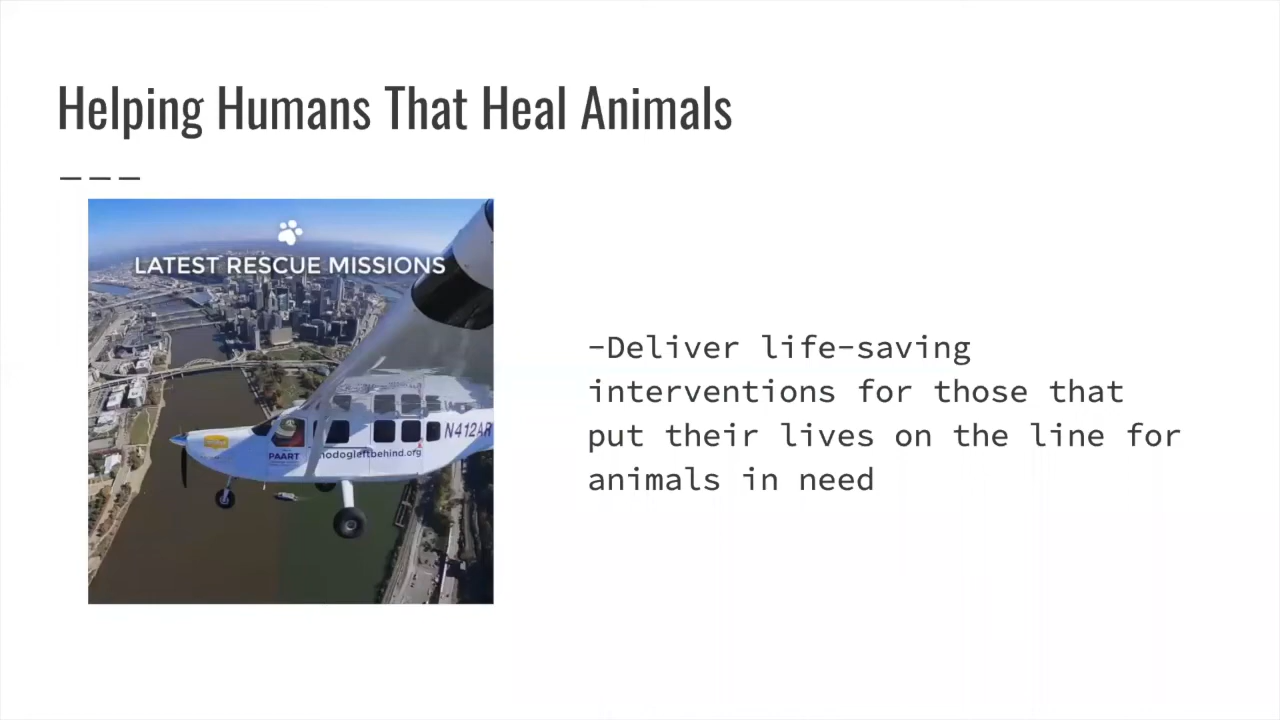 Helping Humans That Heal Animals
LATEST RESCUE MISSIONS
N412AR
PAART
nodogleftbehind.org
-Deliver life-saving
interventions for those that
put their lives on the line for
animals in need